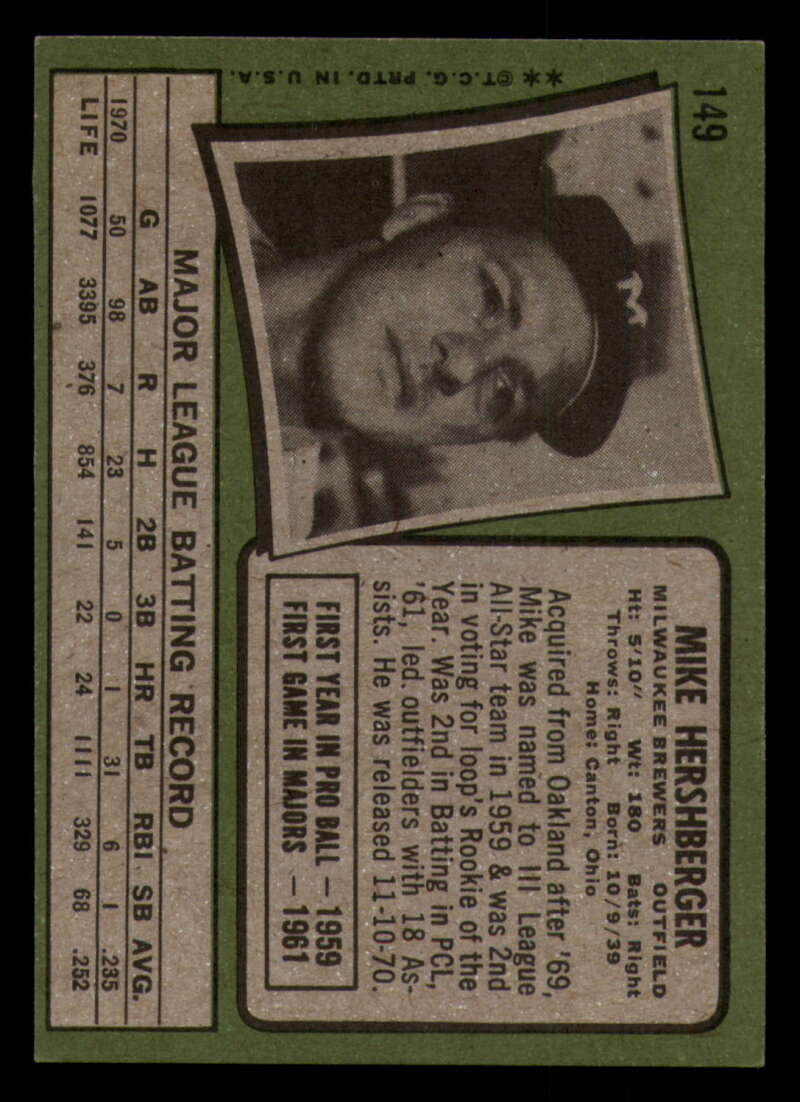 149
M
MIKE HERSHBERGER
MILWAUKEE BREWERS OUTFIELD
Ht: 5'10" Wt: 180 Bats: Right
Throws: Right Born: 10/9/39
Home: Canton, Ohio
Acquired from Oakland after '69,
Mike was named to III League
All-Star team in 1959 & was 2nd
in voting for loop's Rookie of the
Year. Was 2nd in Batting in PCL,
'61, led outfielders with 18 As-
sists. He was released 11-10-70.
FIRST YEAR IN PRO BALL — 1959
FIRST GAME IN MAJORS — 1961
MAJOR LEAGUE BATTING RECORD
G AB R H 2B 3B HR TB RBI SB AVG.
1970 50 98 7 23 5 0 1 31 6 1 .235
LIFE 1077 3395 376 854 141 22 24 1111 329 68 .252
**©T.C.G. PRTD. IN U.S.A.